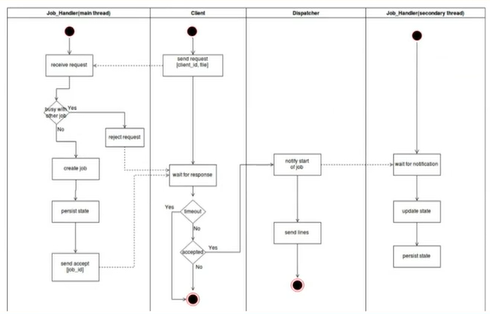 Job_Handler(main thread)
Client
Dispatcher
Job_Handler(secondary thread)
receive request
send request
[client_id, file]
busy with
other job
Yes
No
reject request
create job
wait for response
notify start
of job
wait for notification
persist state
Yes
timeout
No
send lines
update state
send accept
[job_id]
accepted
Yes
No
persist state